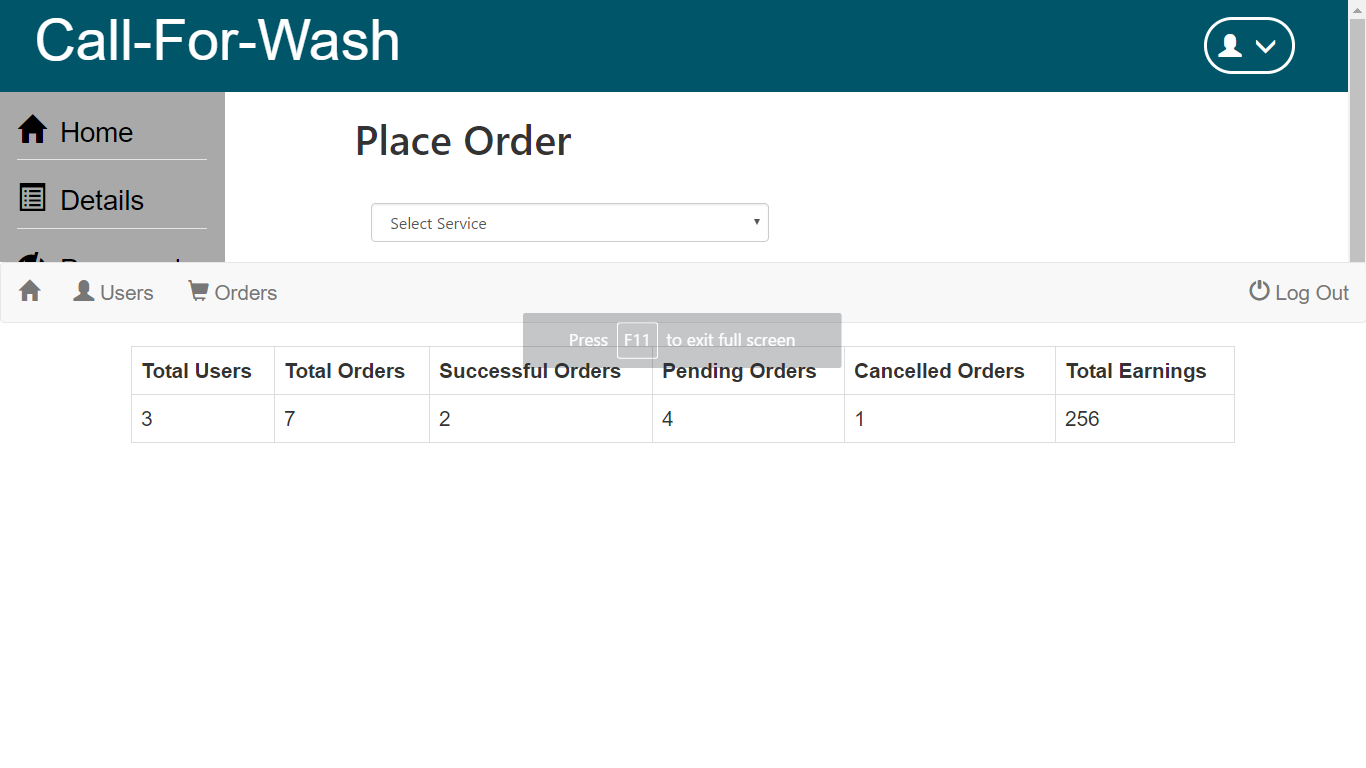 Call-For-Wash
Home
Place Order
Details
Select Service
Users Orders Log Out
Press F11 to exit full screen
Total Users Total Orders Successful Orders Pending Orders Cancelled Orders Total Earnings
3 7 2 4 1 256